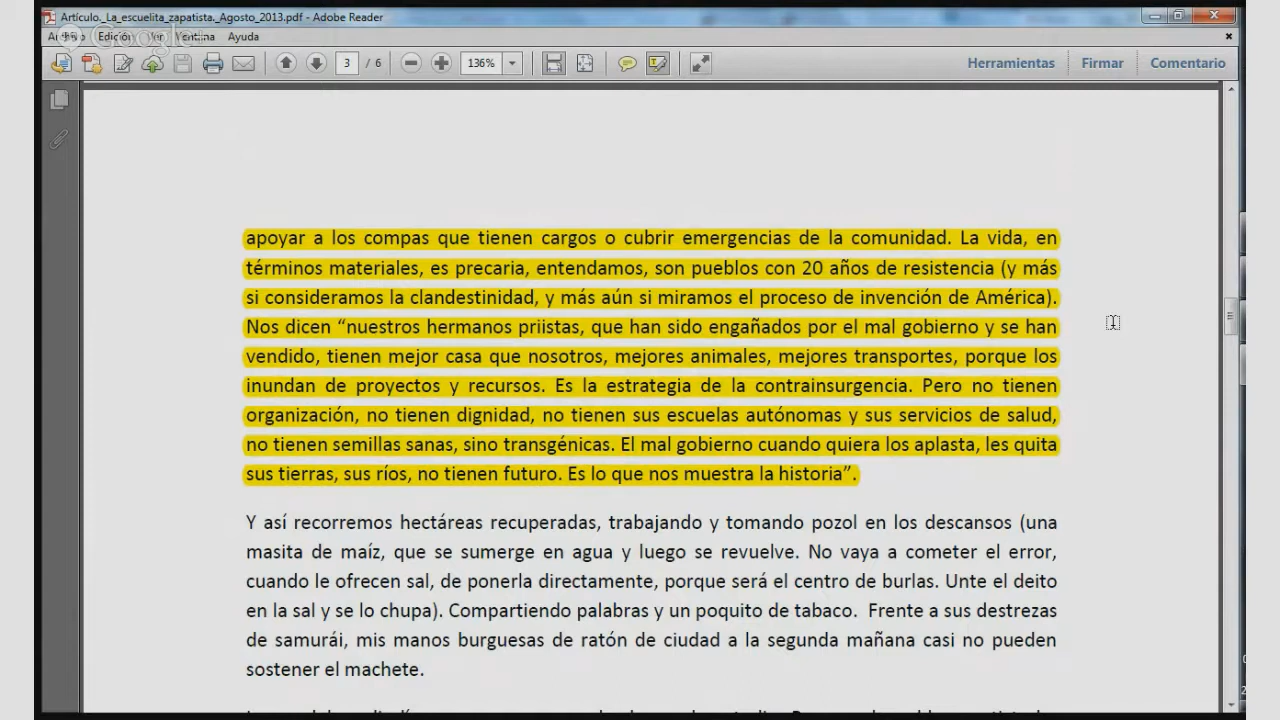 Artículo._La_escuelita_zapatista._Agosto_2013.pdf - Adobe Reader
Edición Ventana Ayuda
Google+
3 / 6 136% Herramientas Firmar Comentario
apoyar a los compas que tienen cargos o cubrir emergencias de la comunidad. La vida, en
términos materiales, es precaria, entendamos, son pueblos con 20 años de resistencia (y más
si consideramos la clandestinidad, y más aún si miramos el proceso de invención de América).
Nos dicen “nuestros hermanos priistas, que han sido engañados por el mal gobierno y se han
vendido, tienen mejor casa que nosotros, mejores animales, mejores transportes, porque los
inundan de proyectos y recursos. Es la estrategia de la contrainsurgencia. Pero no tienen
organización, no tienen dignidad, no tienen sus escuelas autónomas y sus servicios de salud,
no tienen semillas sanas, sino transgénicas. El mal gobierno cuando quiera los aplasta, les quita
sus tierras, sus ríos, no tienen futuro. Es lo que nos muestra la historia”.
Y así recorremos hectáreas recuperadas, trabajando y tomando pozol en los descansos (una
masita de maíz, que se sumerge en agua y luego se revuelve. No vaya a cometer el error,
cuando le ofrecen sal, de ponerla directamente, porque será el centro de burlas. Unte el deito
en la sal y se lo chupa). Compartiendo palabras y un poquito de tabaco. Frente a sus destrezas
de samurái, mis manos burguesas de ratón de ciudad a la segunda mañana casi no pueden
sostener el machete.